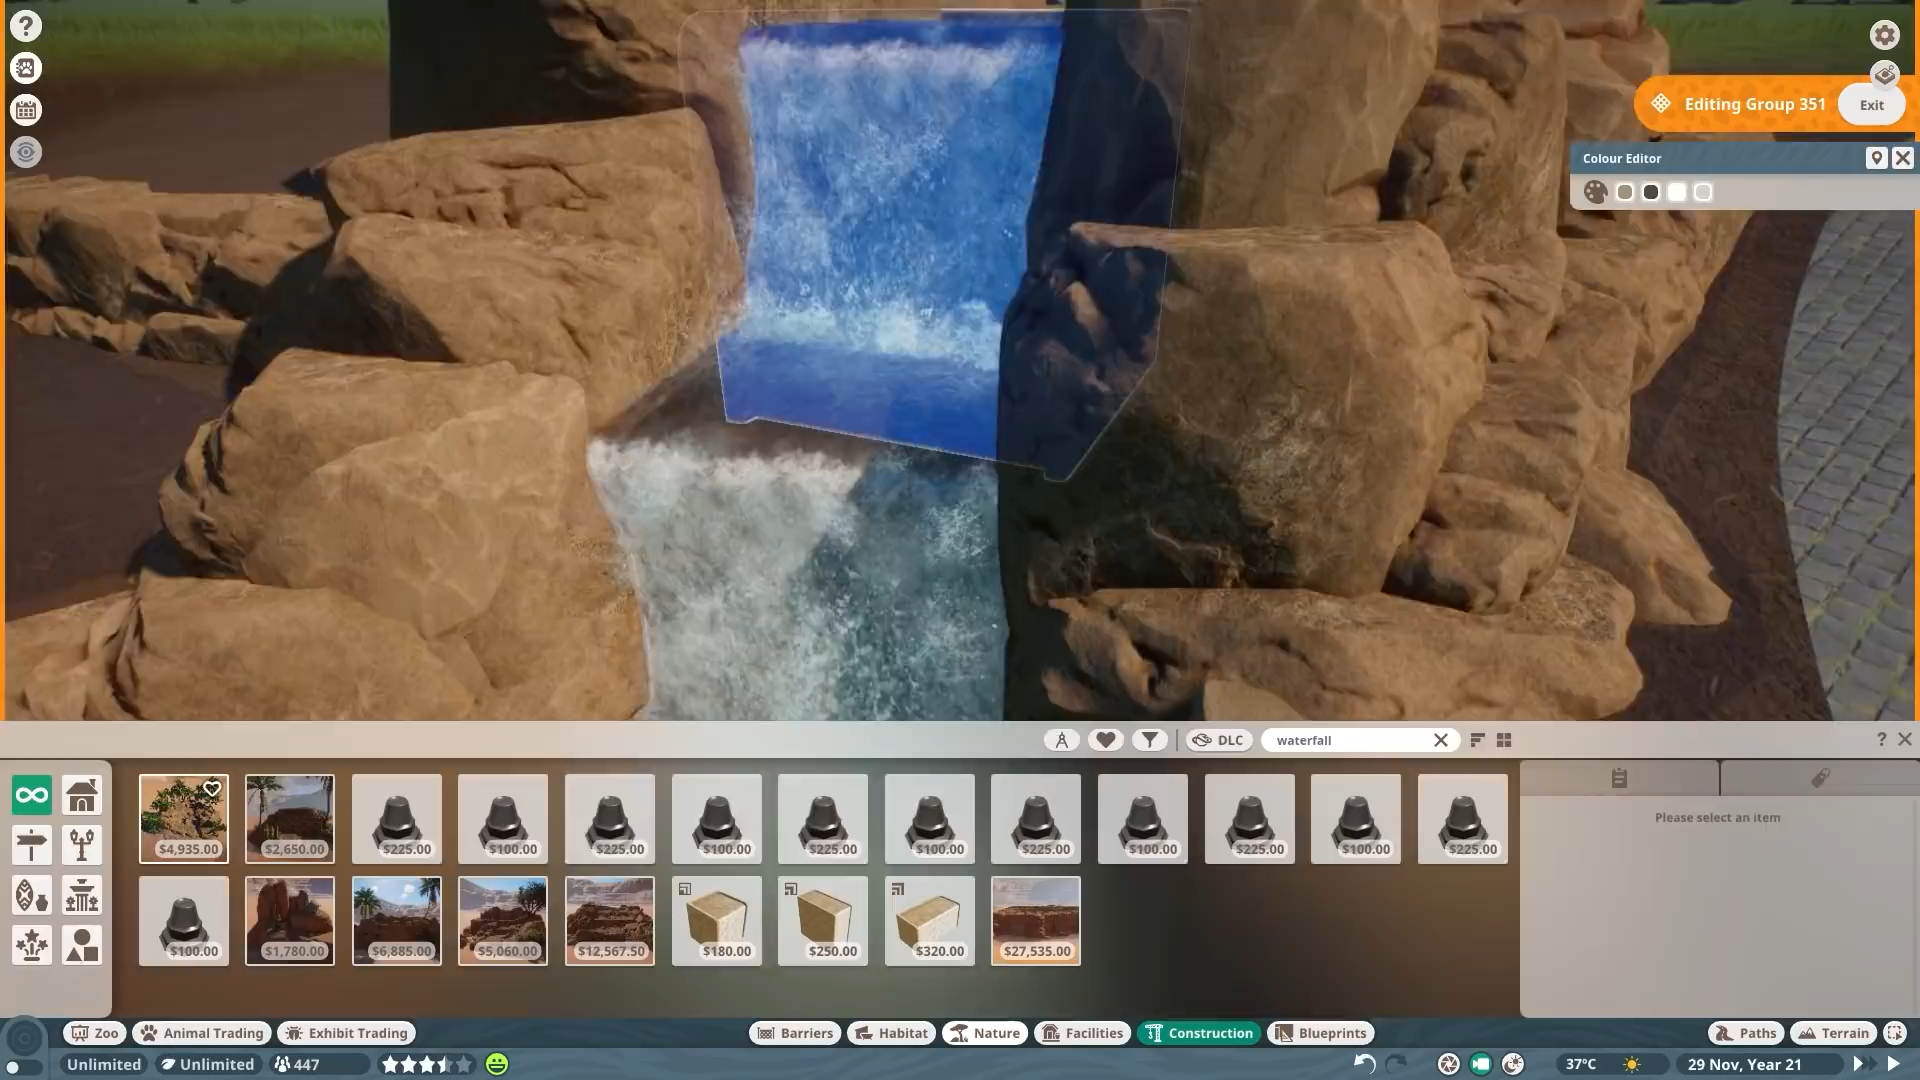 ?
Editing Group 351
Exit
Colour Editor
DLC
waterfall
?
$4,935.00
$2,650.00
$225.00
$100.00
$225.00
$100.00
$225.00
$100.00
$225.00
$100.00
$225.00
$100.00
$225.00
Please select an item
$100.00
$1,780.00
$6,885.00
$5,060.00
$12,567.50
$180.00
$250.00
$320.00
$27,535.00
Zoo
Animal Trading
Exhibit Trading
Barriers
Habitat
Nature
Facilities
Construction
Blueprints
Paths
Terrain
Unlimited
Unlimited
447
37°C
29 Nov, Year 21